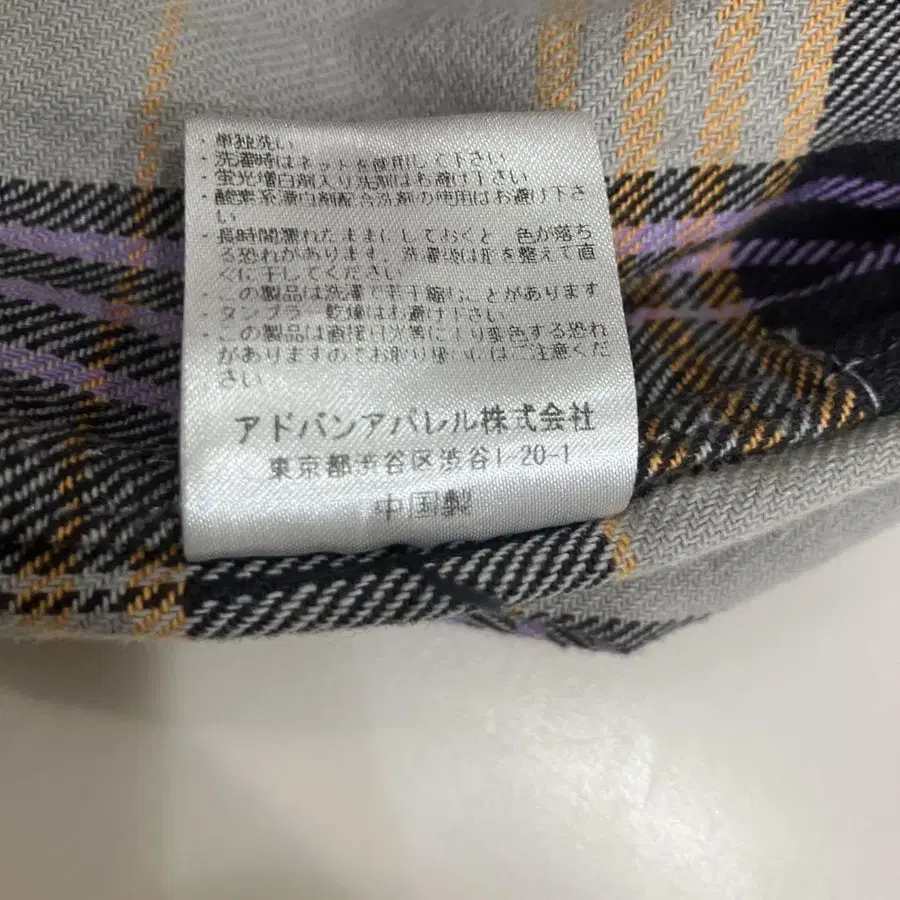 ・単独洗い
・洗濯時はネットを使用して下さい
・蛍光増白剤入り洗剤はお避け下さい
・酸素系漂白剤配合洗剤の使用はお避け下さ
い
・長時間濡れたままにしておくと 色が落ち
る恐れがあります 洗濯後は形を整えて直
ぐに干してください
・この製品は洗濯で若干縮むことがあります
・タンブラー乾燥はお避け下さい
・この製品は直接日光等により変色する恐れ
がありますのでお取り扱いにはご注意くだ
さい
アドバンアパレル株式会社
東京都渋谷区渋谷1-20-1
中国製